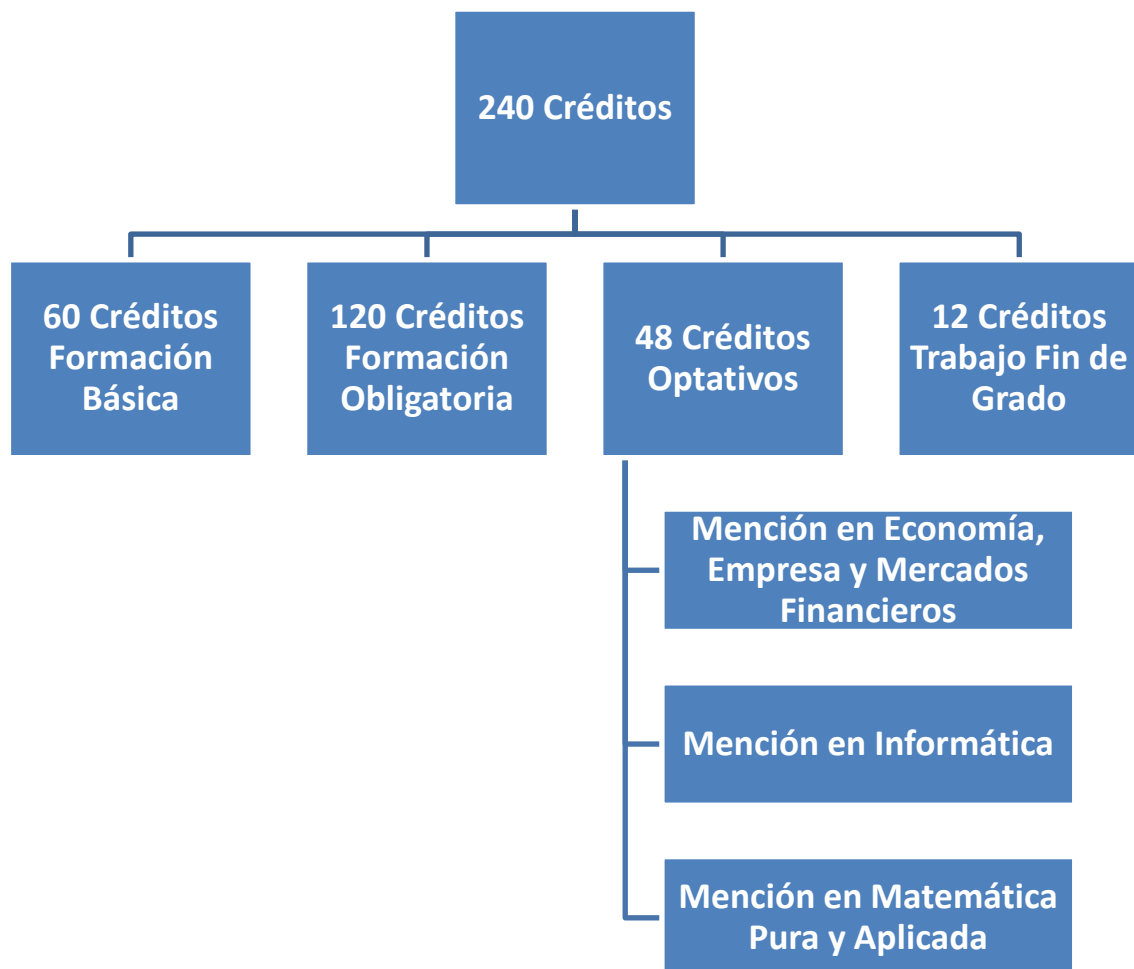 240 Créditos
60 Créditos
Formación
Básica
120 Créditos
Formación
Obligatoria
48 Créditos
Optativos
12 Créditos
Trabajo Fin de
Grado
Mención en Economía,
Empresa y Mercados
Financieros
Mención en Informática
Mención en Matemática
Pura y Aplicada